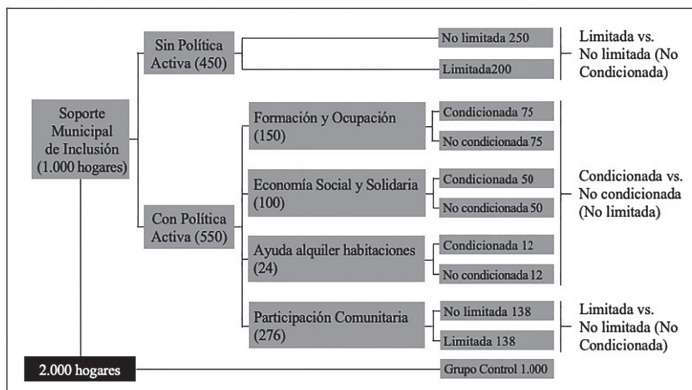 Soporte
Municipal
de Inclusión
(1.000 hogares)
2.000 hogares
Sin Política
Activa (450)
Con Política
Activa (550)
Formación y Ocupación
(150)
Economía Social y Solidaria
(100)
Ayuda alquiler habitaciones
(24)
Participación Comunitaria
(276)
No limitada 250
Limitada200
Condicionada 75
No condicionada 75
Condicionada 50
No condicionada 50
Condicionada 12
No condicionada 12
No limitada 138
Limitada 138
Grupo Control 1.000
Limitada vs.
No limitada (No
Condicionada)
Condicionada vs.
No condicionada
(No limitada)
Limitada vs.
No limitada (No
Condicionada)